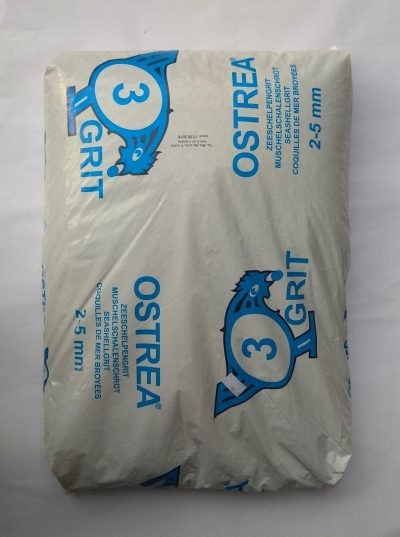 3
GRIT
OSTREA®
ZEESCHELPENGRIT
MUSCHELSCHALENSCHROT
SEASHELLGRIT
COQUILLES DE MER BROYÉES
2-5 mm
OSTREA®
ZEESCHELPENGRIT
MUSCHELSCHALENSCHROT
SEASHELLGRIT
COQUILLES DE MER BROYÉES
2-5 mm
3
GRIT